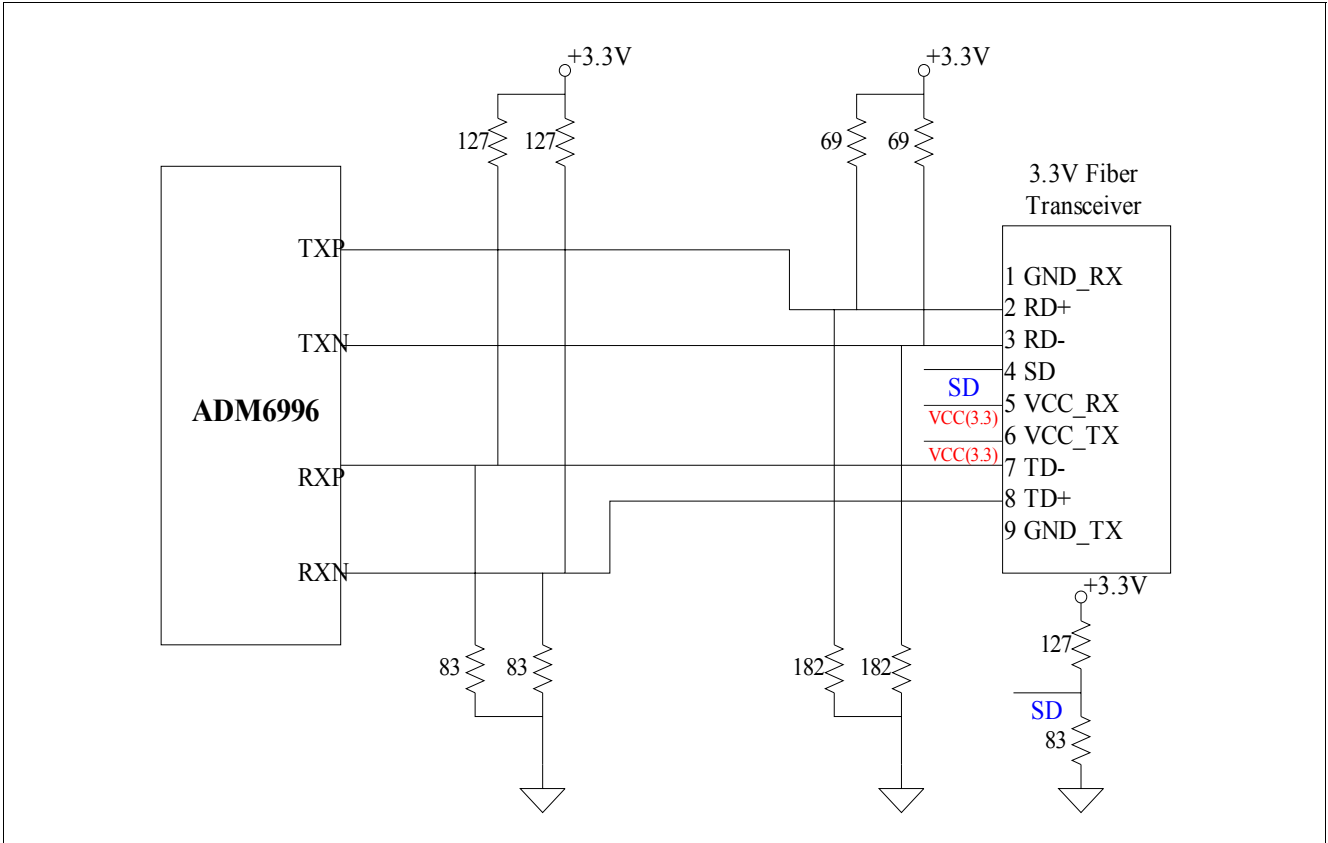 +3.3V
+3.3V
127
127
69
69
3.3V Fiber
Transceiver
TXP
1 GND_RX
2 RD+
TXN
3 RD-
4 SD
SD
ADM6996
5 VCC_RX
VCC(3.3)
6 VCC_TX
VCC(3.3)
RXP
7 TD-
8 TD+
9 GND_TX
RXN
+3.3V
127
83
83
182
182
SD
83